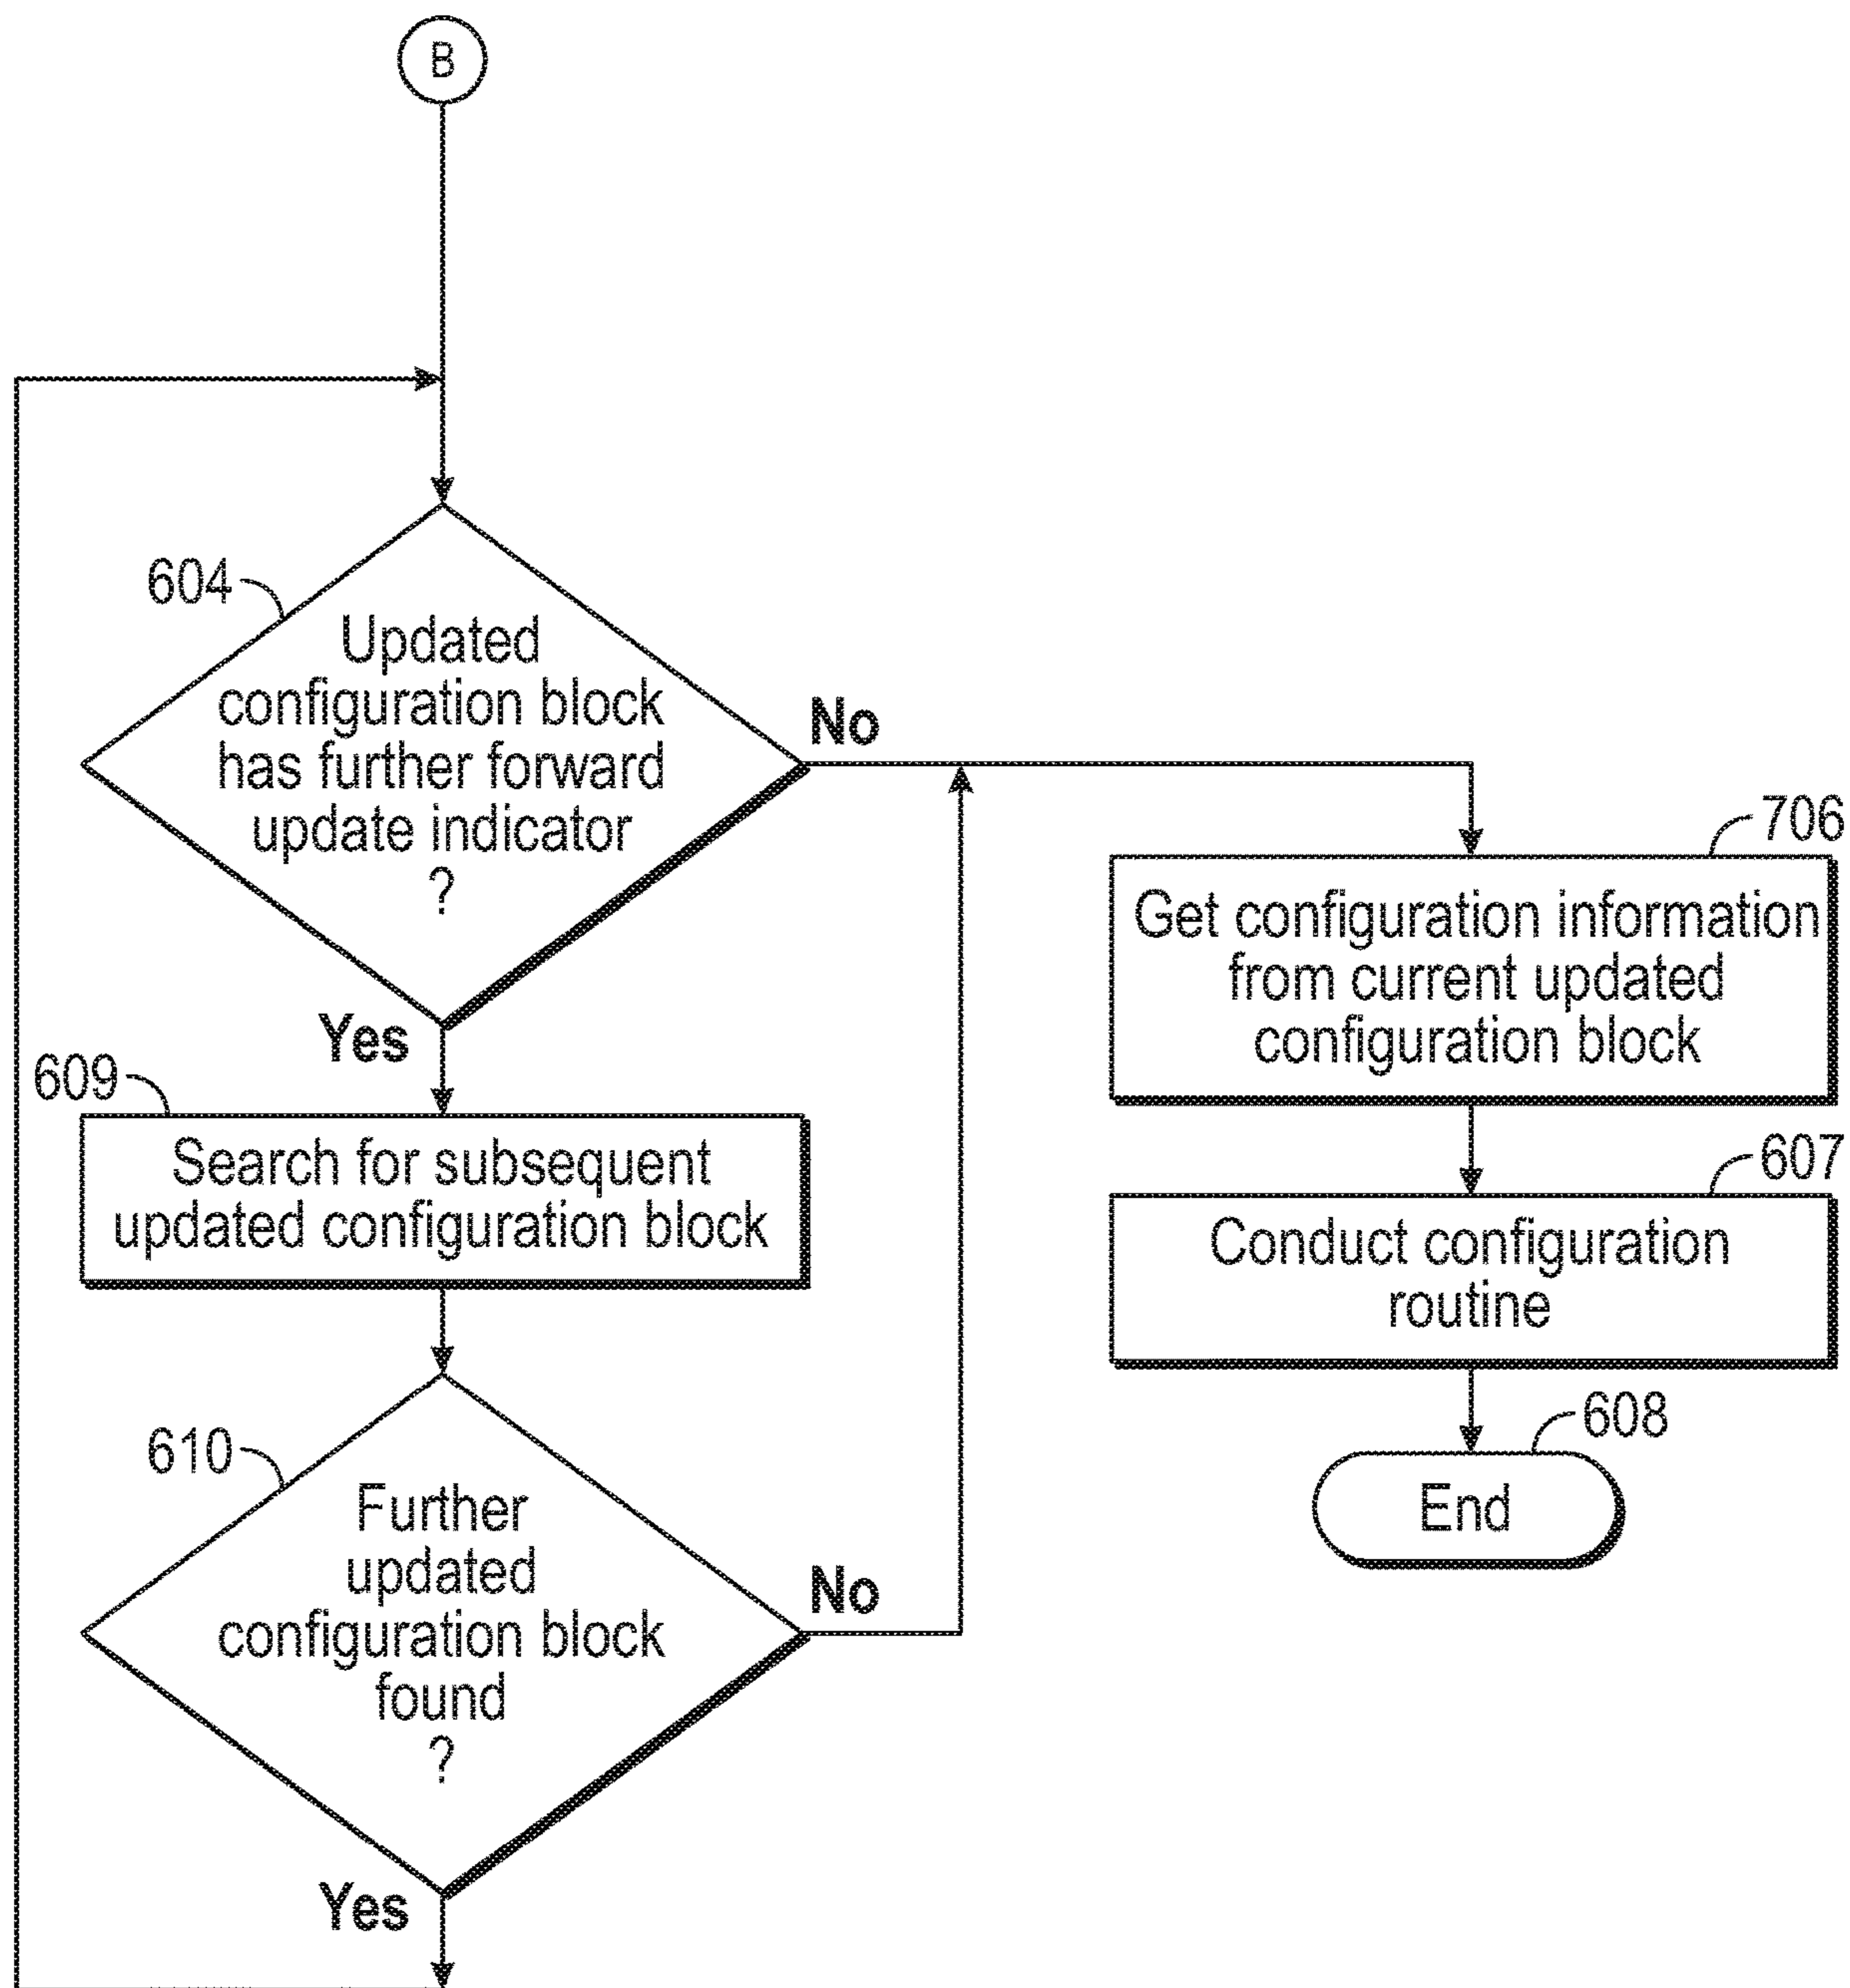 B
604
Updated
configuration block
has further forward
update indicator
?
No
Yes
609
Search for subsequent
updated configuration block
610
Further
updated
configuration block
found
?
No
Yes
706
Get configuration information
from current updated
configuration block
607
Conduct configuration
routine
608
End